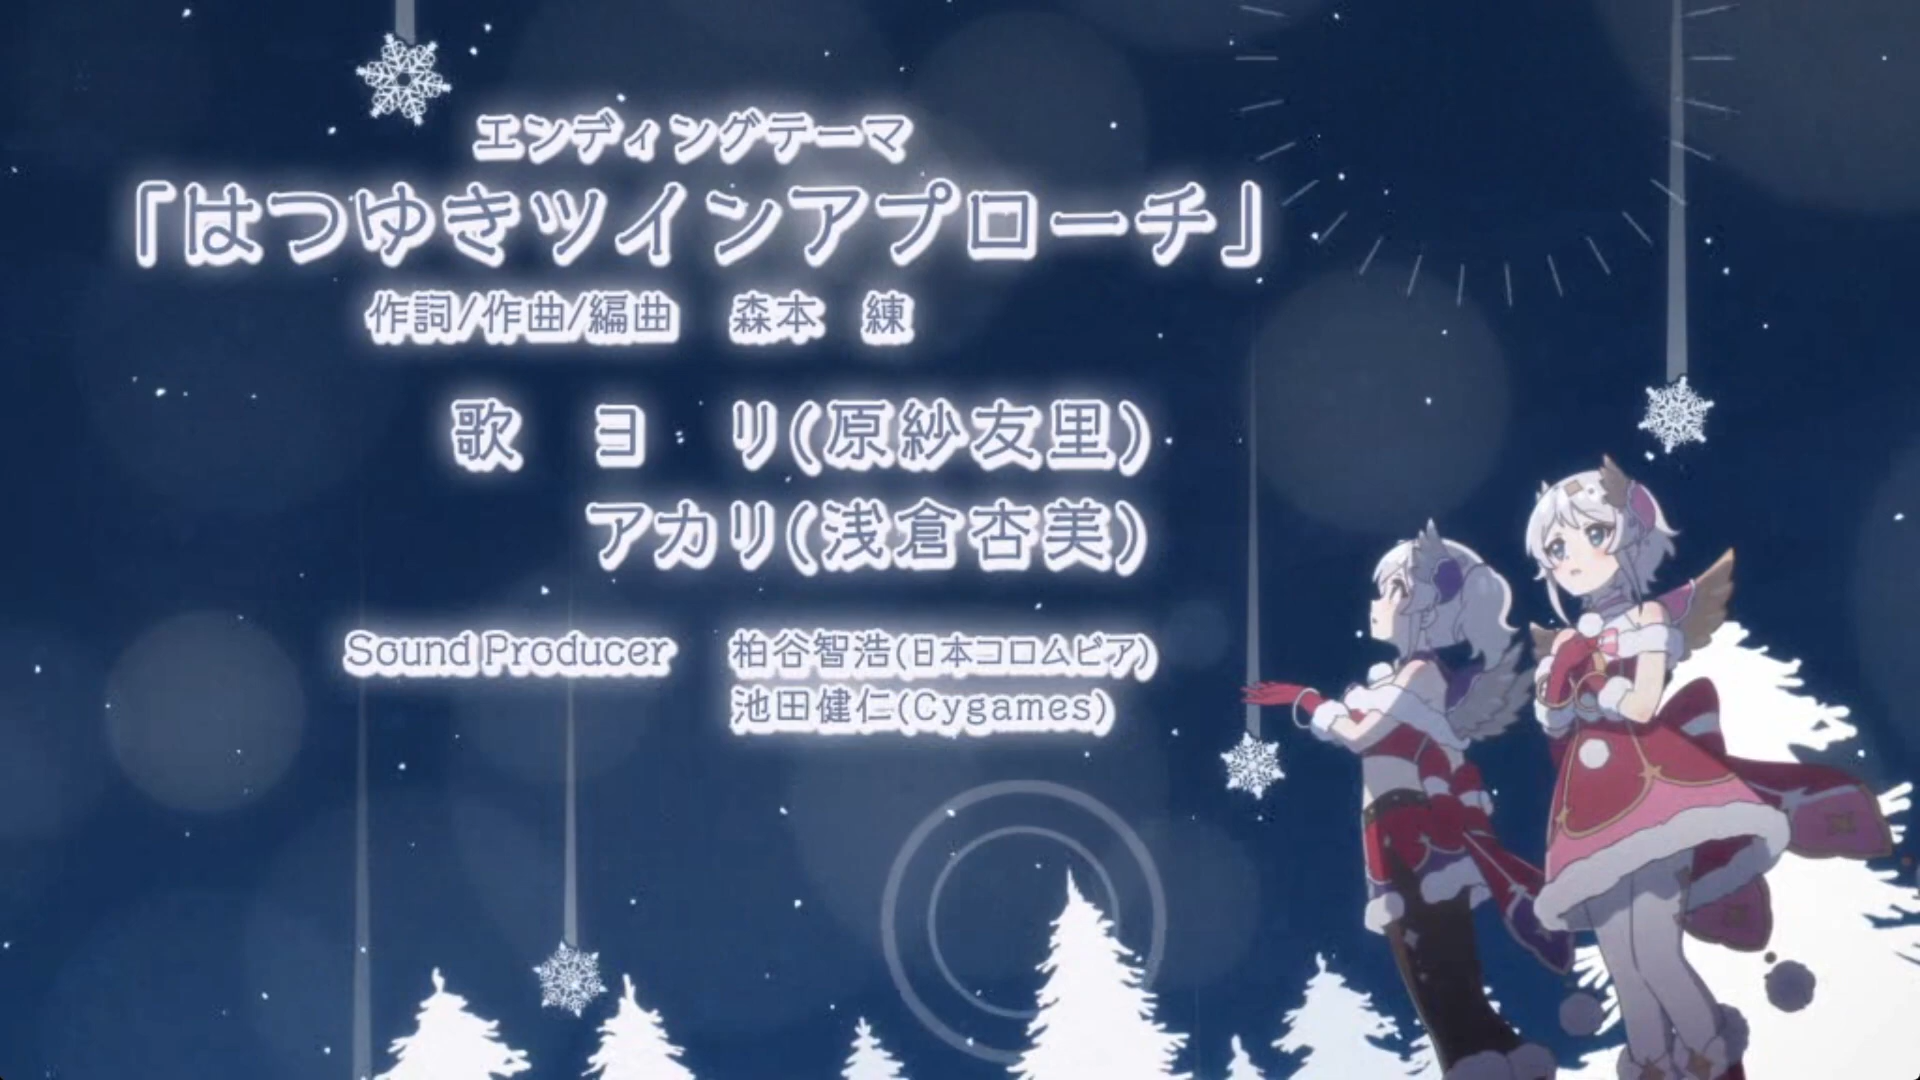 エンディングテーマ
「はつゆきツインアプローチ」
作詞/作曲/編曲　森本　練
歌　ヨ　リ(原紗友里)
アカリ(浅倉杏美)
Sound Producer　柏谷智浩(日本コロムビア)
池田健仁(Cygames)